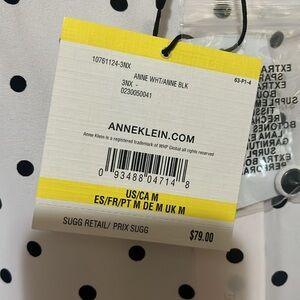 10761124-3NX
63-P1-4
ANNE WHT/ANNE BLK
3NX -
0230050041
ANNEKLEIN.COM
Anne Klein is a registered trademark of WHP Global all rights reserved
0 93488 04714 8
US/CA M
ES/FR/PT M DE M UK M
SUGG RETAIL/ PRIX SUGG
$79.00
EXTRA